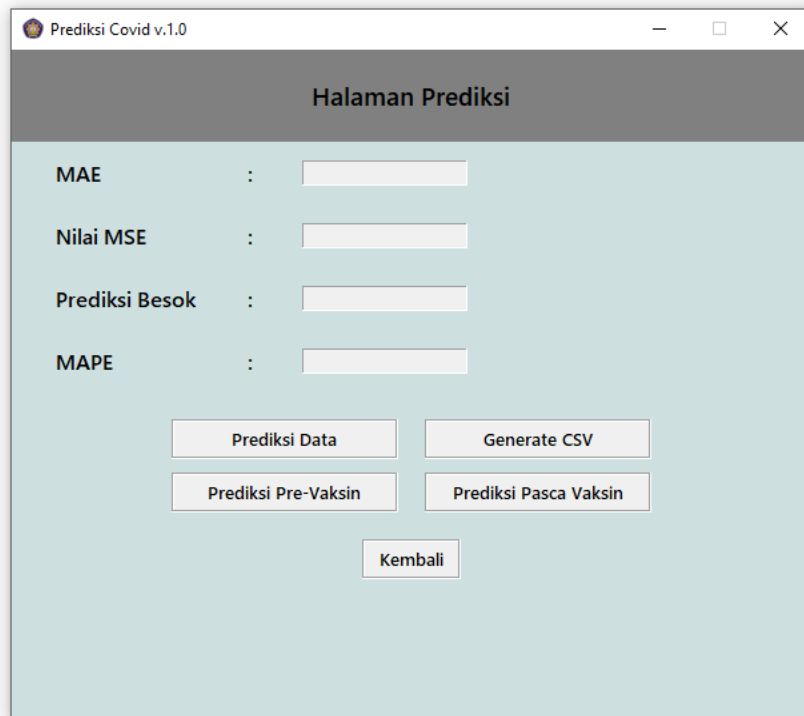 Prediksi Covid v.1.0
Halaman Prediksi
MAE :
Nilai MSE :
Prediksi Besok :
MAPE :
Prediksi Data Generate CSV
Prediksi Pre-Vaksin Prediksi Pasca Vaksin
Kembali